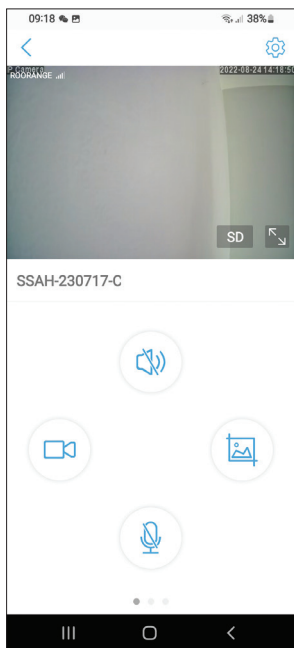 09:18 38%
P Camera 2022-08-24 14:18:50
ROORANGE
SD
SSAH-230717-C